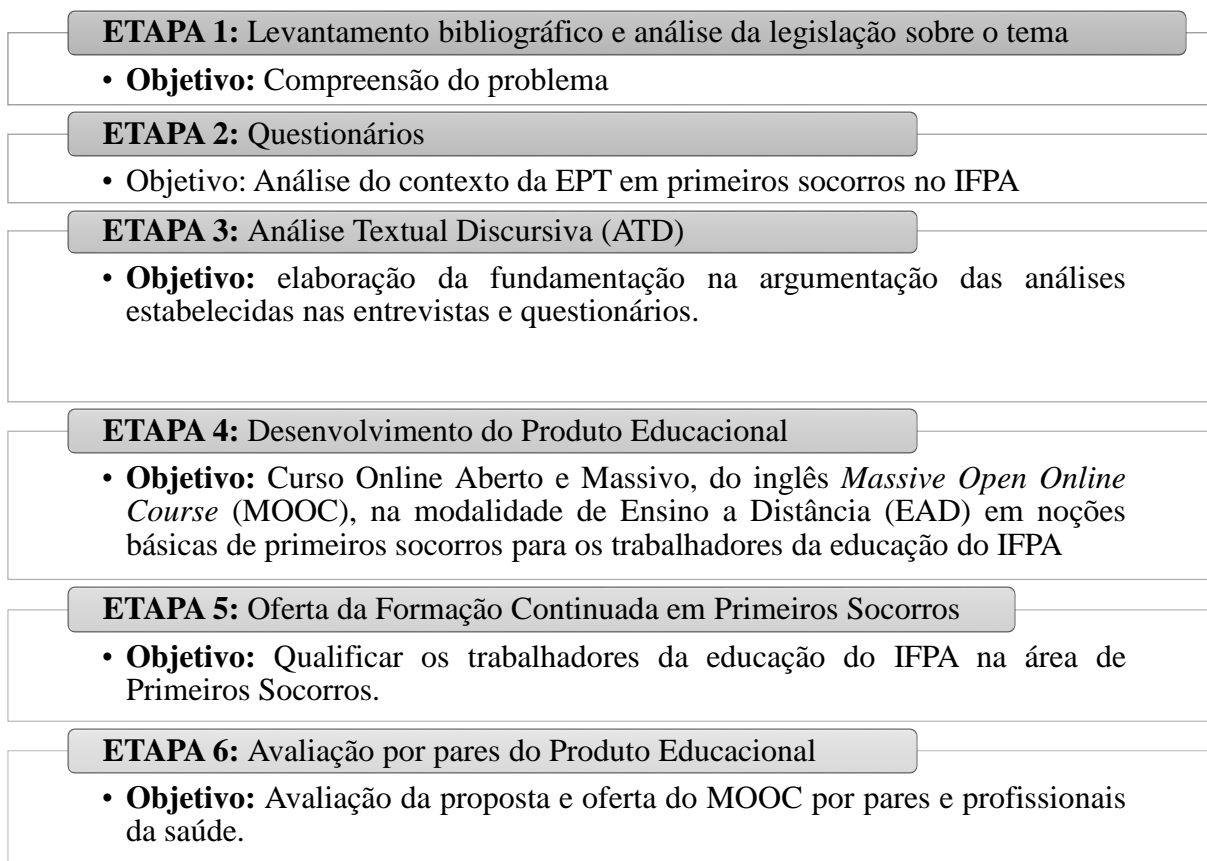 ETAPA 1: Levantamento bibliográfico e análise da legislação sobre o tema
• Objetivo: Compreensão do problema
ETAPA 2: Questionários
• Objetivo: Análise do contexto da EPT em primeiros socorros no IFPA
ETAPA 3: Análise Textual Discursiva (ATD)
• Objetivo: elaboração da fundamentação na argumentação das análises
estabelecidas nas entrevistas e questionários.
ETAPA 4: Desenvolvimento do Produto Educacional
• Objetivo: Curso Online Aberto e Massivo, do inglês Massive Open Online
Course (MOOC), na modalidade de Ensino a Distância (EAD) em noções
básicas de primeiros socorros para os trabalhadores da educação do IFPA
ETAPA 5: Oferta da Formação Continuada em Primeiros Socorros
• Objetivo: Qualificar os trabalhadores da educação do IFPA na área de
Primeiros Socorros.
ETAPA 6: Avaliação por pares do Produto Educacional
• Objetivo: Avaliação da proposta e oferta do MOOC por pares e profissionais
da saúde.